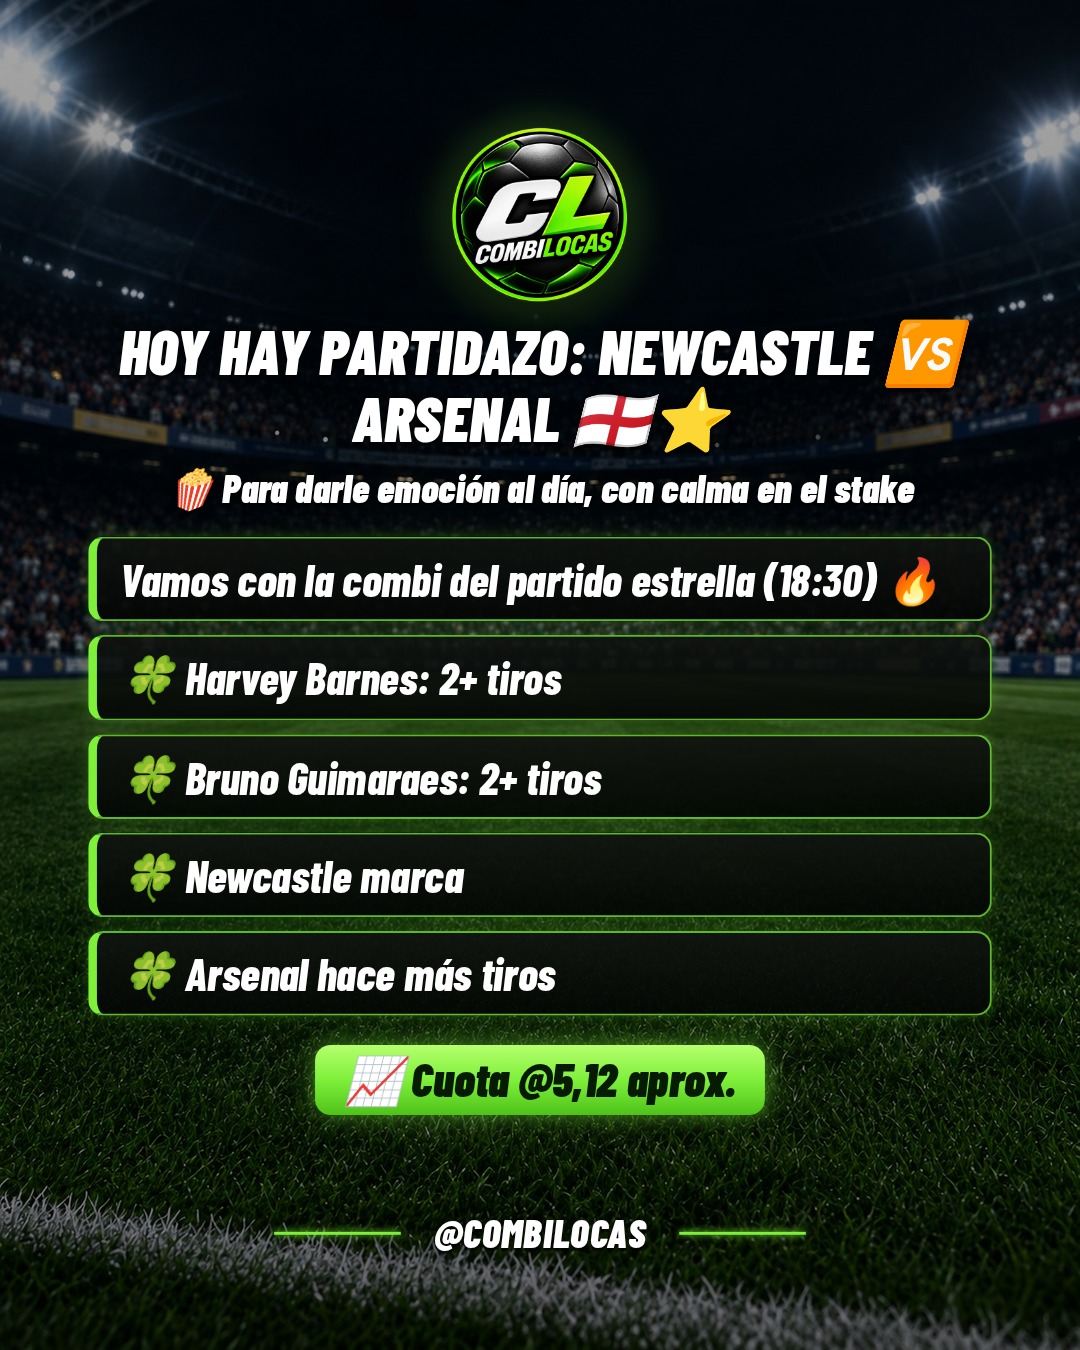 CL
COMBILOCAS
HOY HAY PARTIDAZO: NEWCASTLE 🆚
ARSENAL 🏴󠁧󠁢󠁥󠁮󠁧󠁿⭐
🍿 Para darle emoción al día, con calma en el stake
Vamos con la combi del partido estrella (18:30) 🔥
🍀 Harvey Barnes: 2+ tiros
🍀 Bruno Guimaraes: 2+ tiros
🍀 Newcastle marca
🍀 Arsenal hace más tiros
📈 Cuota @5,12 aprox.
@COMBILOCAS